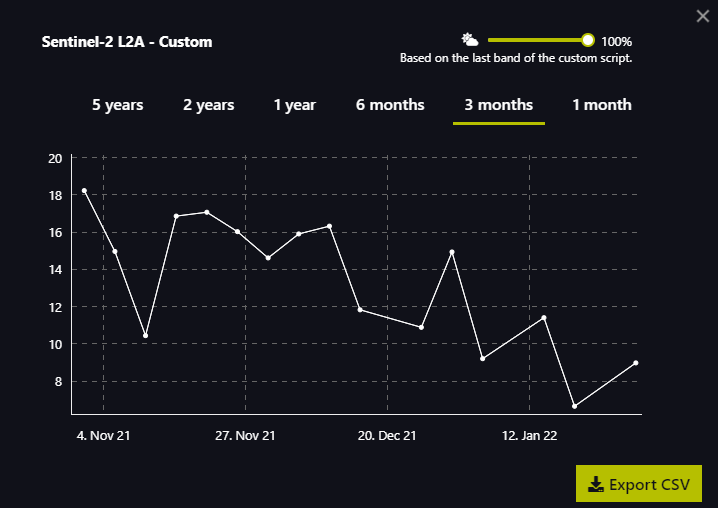 Sentinel-2 L2A - Custom
100%
Based on the last band of the custom script.
5 years 2 years 1 year 6 months 3 months 1 month
20
18
16
14
12
10
8
4. Nov 21 27. Nov 21 20. Dec 21 12. Jan 22
Export CSV